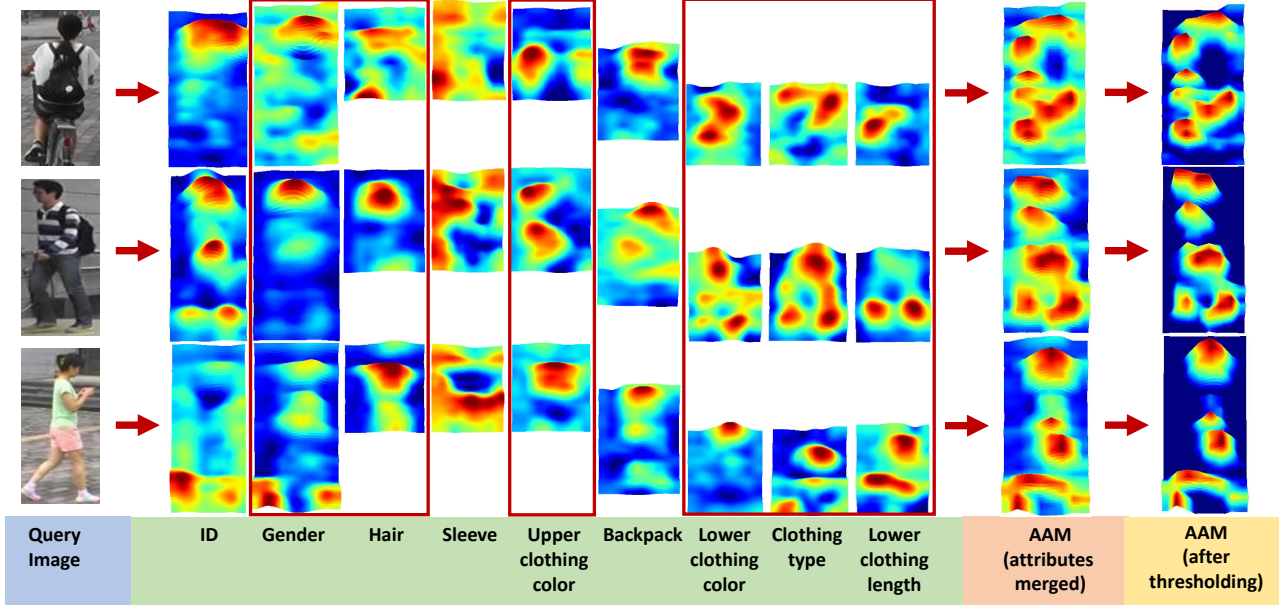 Query
Image
ID
Gender
Hair
Sleeve
Upper
clothing
color
Backpack
Lower
clothing
color
Clothing
type
Lower
clothing
length
AAM
(attributes
merged)
AAM
(after
thresholding)